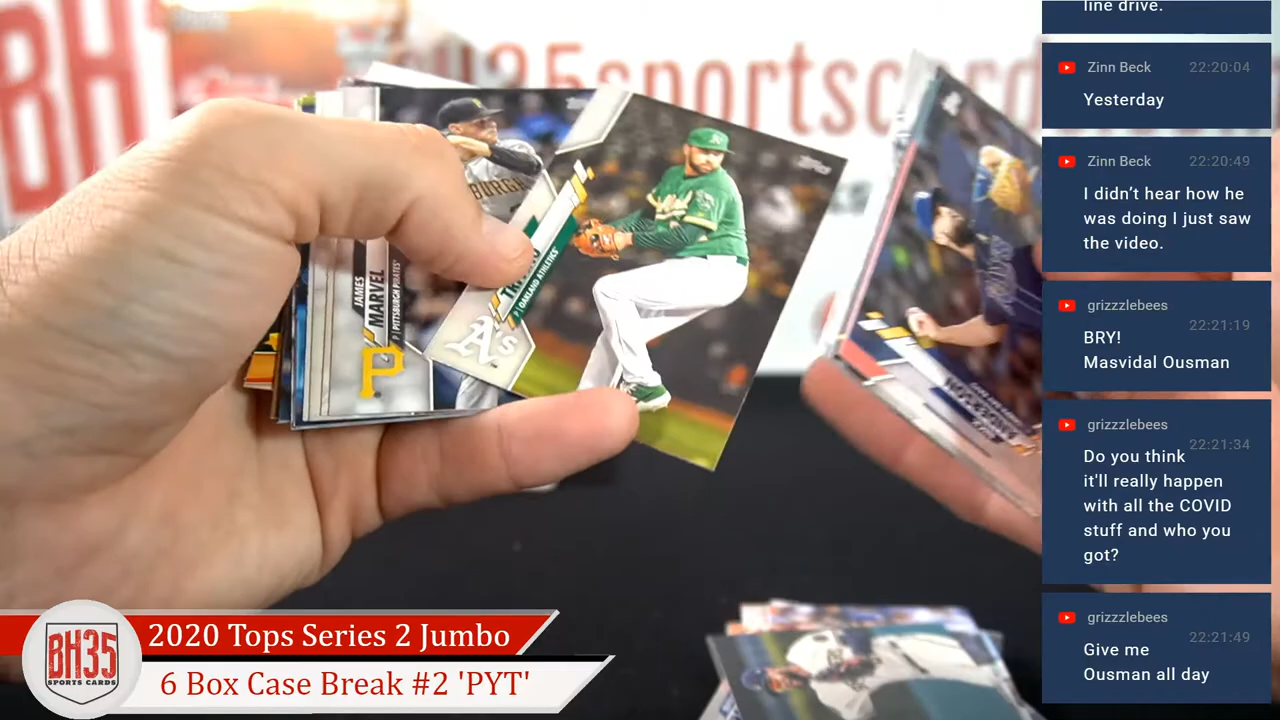 BH
BH35sportscard
JAMES
MARVEL
P | PITTSBURGH PIRATES
P
P | OAKLAND ATHLETICS
A's
topps
BH35
SPORTS CARDS
2020 Tops Series 2 Jumbo
6 Box Case Break #2 'PYT'
line drive.
Zinn Beck 22:20:04
Yesterday
Zinn Beck 22:20:49
I didn't hear how he
was doing I just saw
the video.
grizzzlebees 22:21:19
BRY!
Masvidal Ousman
grizzzlebees 22:21:34
Do you think
it'll really happen
with all the COVID
stuff and who you
got?
grizzzlebees 22:21:49
Give me
Ousman all day